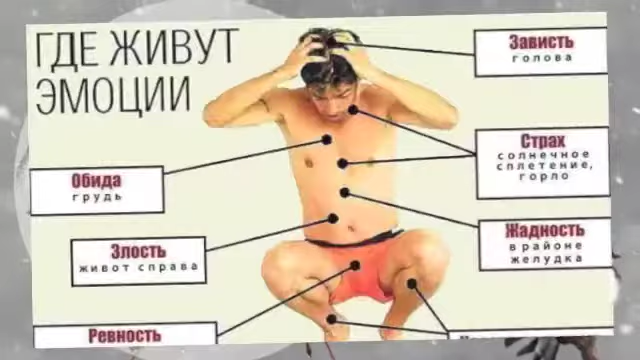 ГДЕ ЖИВУТ
ЭМОЦИИ
Зависть
голова
Страх
солнечное
сплетение,
горло
Обида
грудь
Жадность
в районе
желудка
Злость
живот справа
Ревность